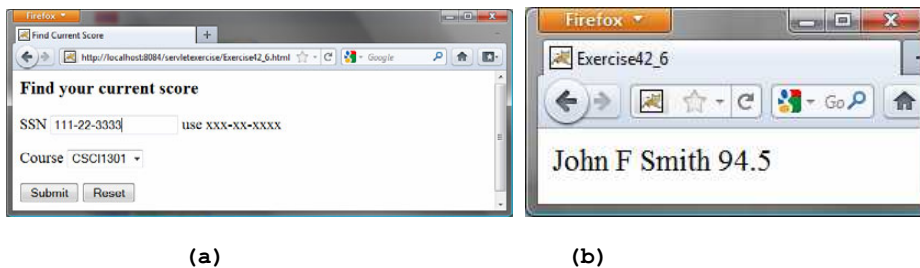 Firefox
Find Current Score
http://localhost:8084/servletexercise/Exercise42_6.html
Google
Find your current score
SSN 111-22-3333 use xxx-xx-xxxx
Course CSCI1301
Submit Reset
(a)
Firefox
Exercise42_6
Go
John F Smith 94.5
(b)